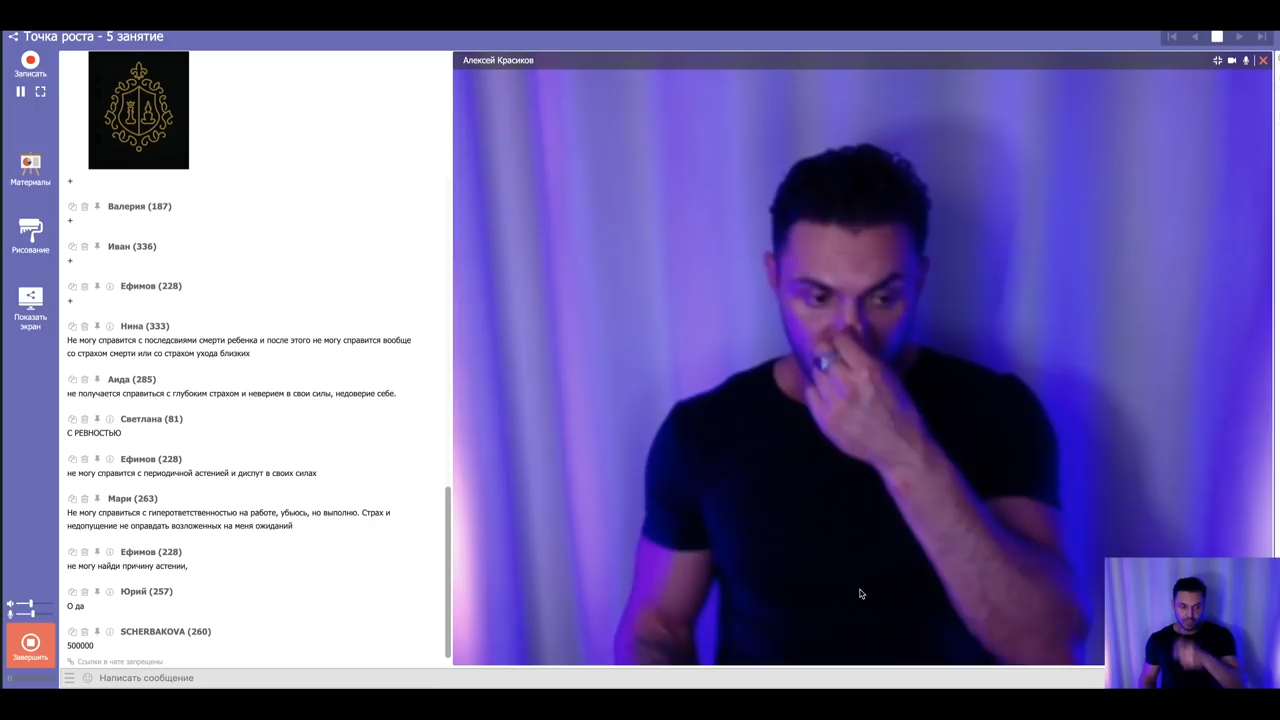 Точка роста - 5 занятие
Записать
Материалы
Рисование
Показать
экран
Завершить
+
Валерия (187)
+
Иван (336)
+
Ефимов (228)
+
Нина (333)
Не могу справится с последсвиями смерти ребенка и после этого не могу справится вообще
со страхом смерти или со страхом ухода близких
Аида (285)
не получается справиться с глубоким страхом и неверием в свои силы, недоверие себе.
Светлана (81)
С РЕВНОСТЬЮ
Ефимов (228)
не могу справится с периодичной астенией и диспут в своих силах
Мари (263)
Не могу справиться с гиперответственностью на работе, убьюсь, но выполню. Страх и
недопущение не оправдать возложенных на меня ожиданий
Ефимов (228)
не могу найди причину астении,
Юрий (257)
О да
SCHERBAKOVA (260)
500000
Ссылки в чате запрещены
Написать сообщение
Алексей Красиков